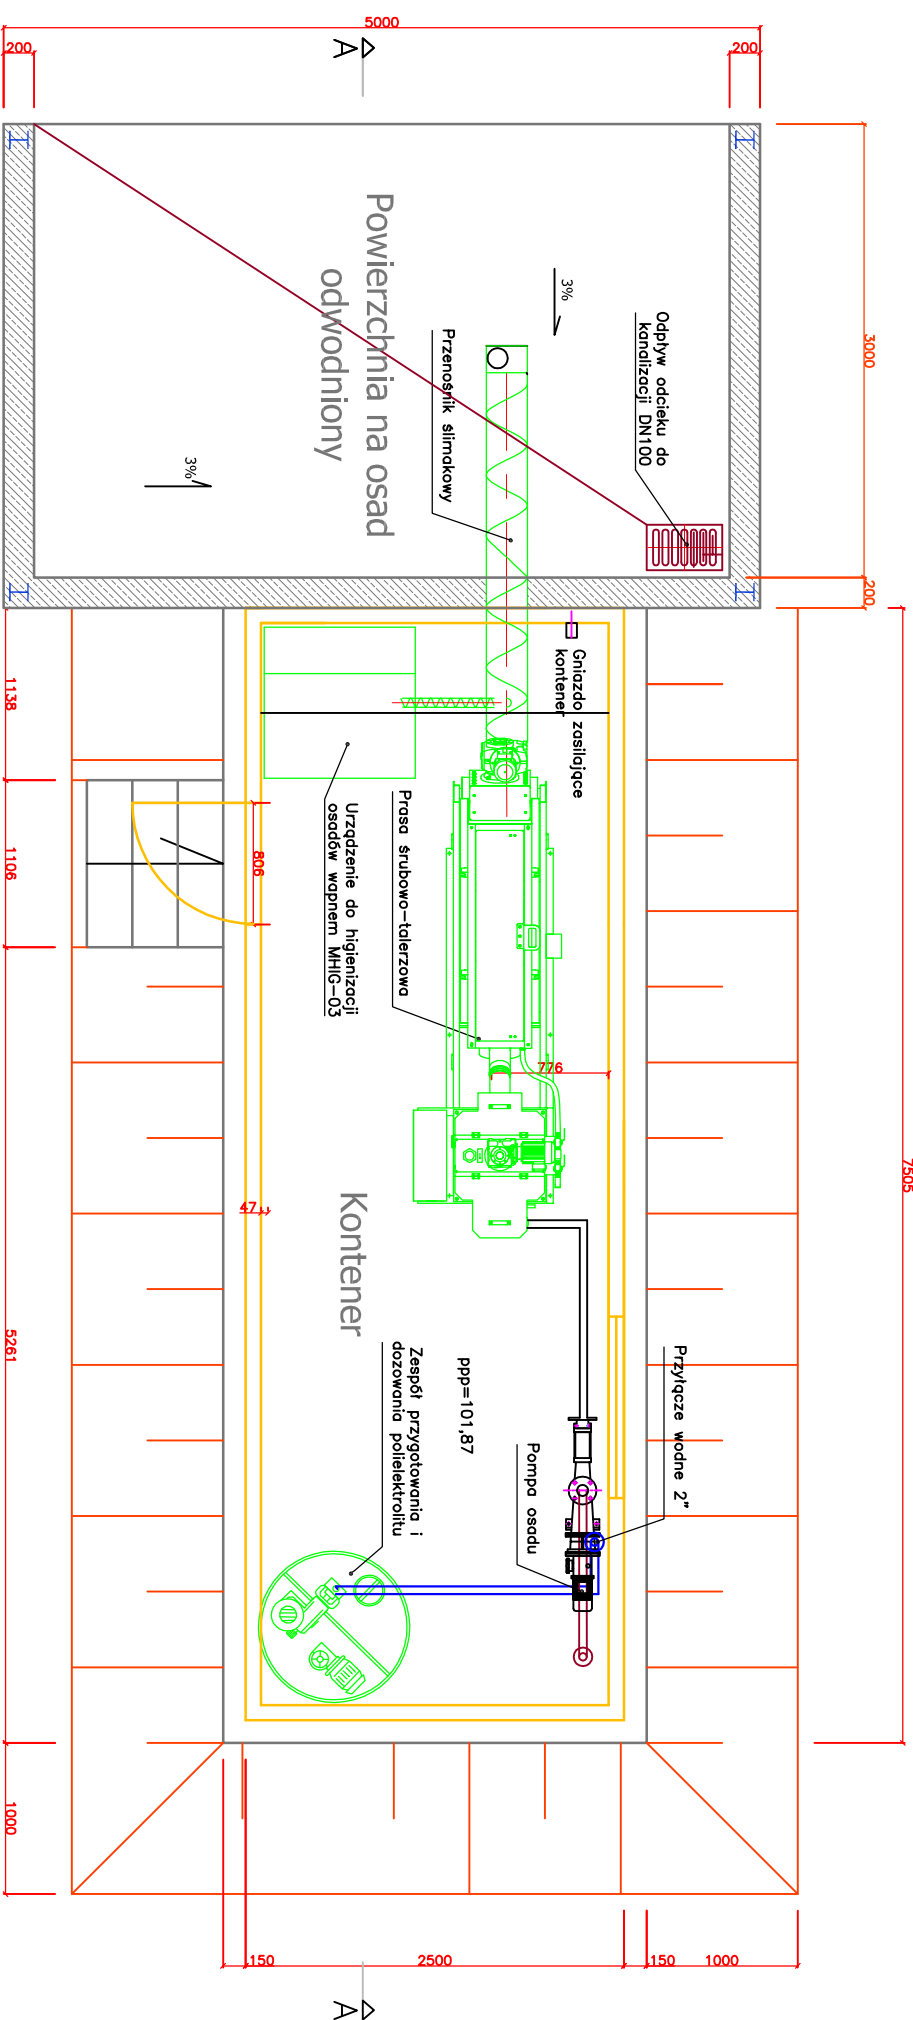 5000
200
200
A
3000
200
Powierzchnia na osad
odwodniony
3%
3%
Odpływ odcieku do
kanalizacji DN100
Przenośnik ślimakowy
Gniazdo zasilające
kontener
Urządzenie do higienizacji
osadów wapnem MHIG-03
Prasa śrubowo-talerzowa
1138
1106
806
776
7505
47
Kontener
5261
Zespół przygotowania i
dozowania polielektrolitu
ppp=101,87
Pompa osadu
Przyłącze wodne 2"
1000
150
2500
150
1000
A